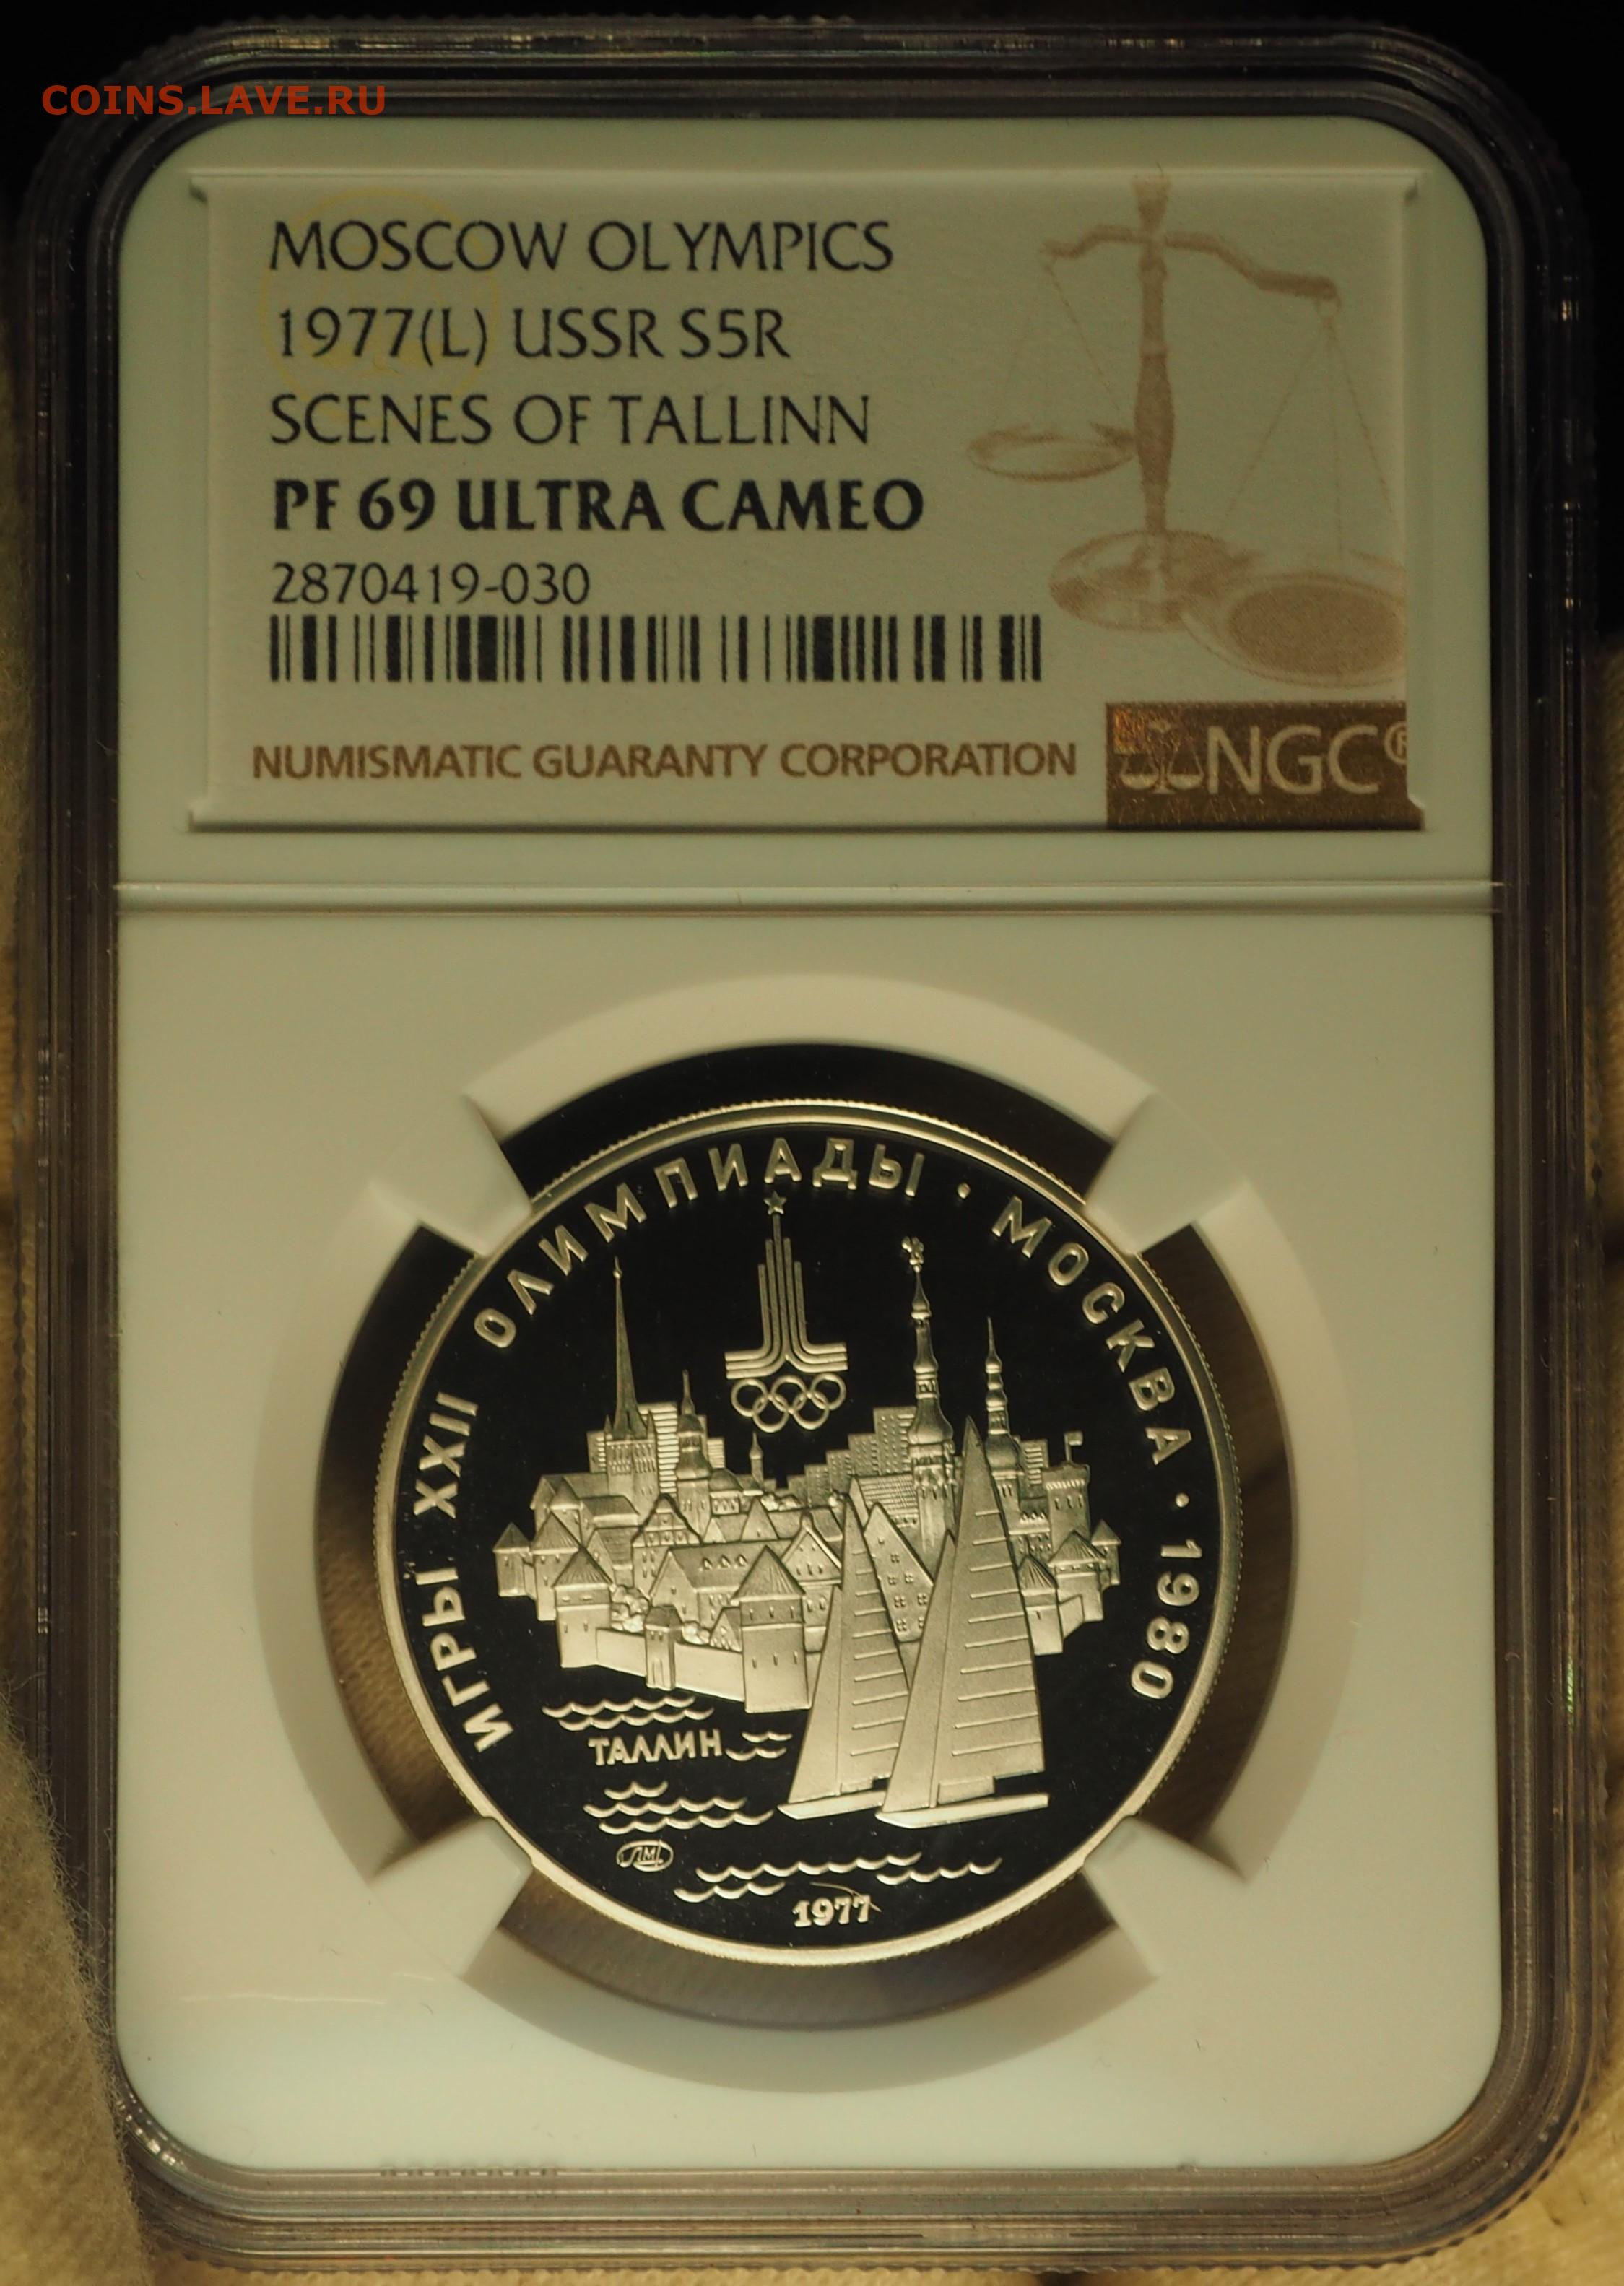 COINS.LAVE.RU
MOSCOW OLYMPICS
1977(L) USSR S5R
SCENES OF TALLINN
PF 69 ULTRA CAMEO
2870419-030
NUMISMATIC GUARANTY CORPORATION
NGC®
ИГРЫ XXII ОЛИМПИАДЫ · МОСКВА · 1980
ТАЛЛИН
ЛМД
1977